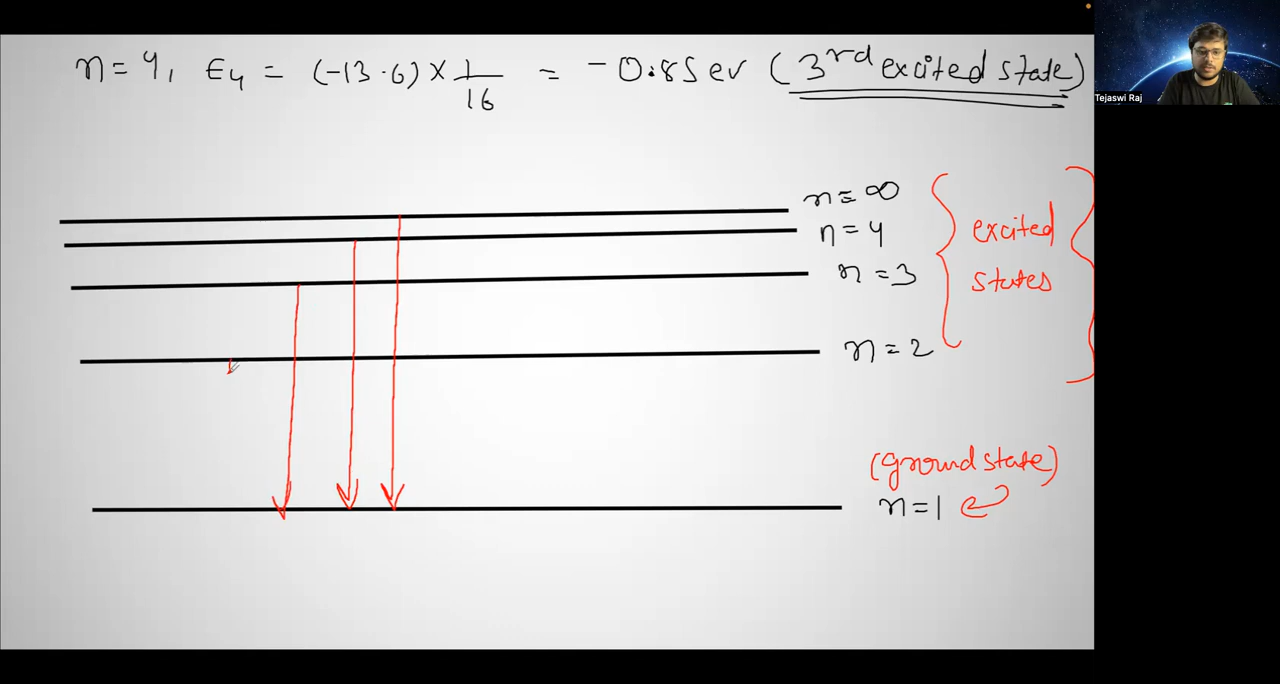 n=4, E4 = (-13.6) × 1/16 = -0.85 ev (3rd excited state)
Tejaswi Raj
n=∞
n=4
n=3
excited
states
n=2
(ground state)
n=1